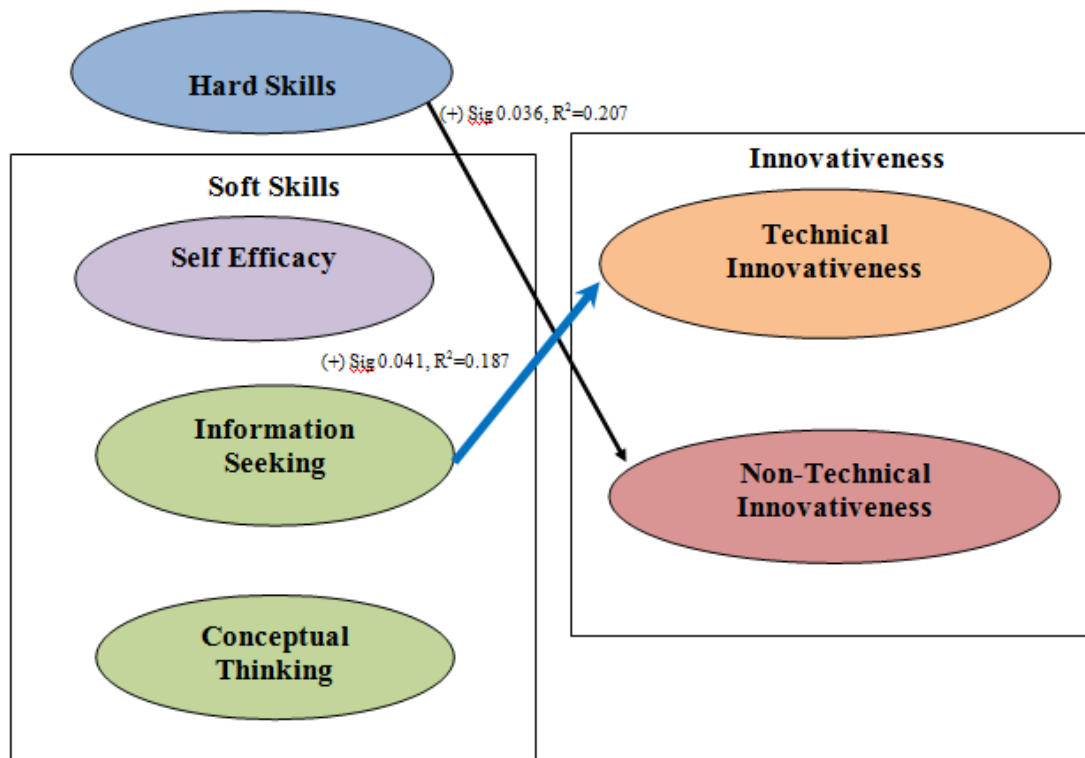 Hard Skills
(+) Sig 0.036, R²=0.207
Soft Skills
Self Efficacy
(+) Sig 0.041, R²=0.187
Information
Seeking
Conceptual
Thinking
Innovativeness
Technical
Innovativeness
Non-Technical
Innovativeness